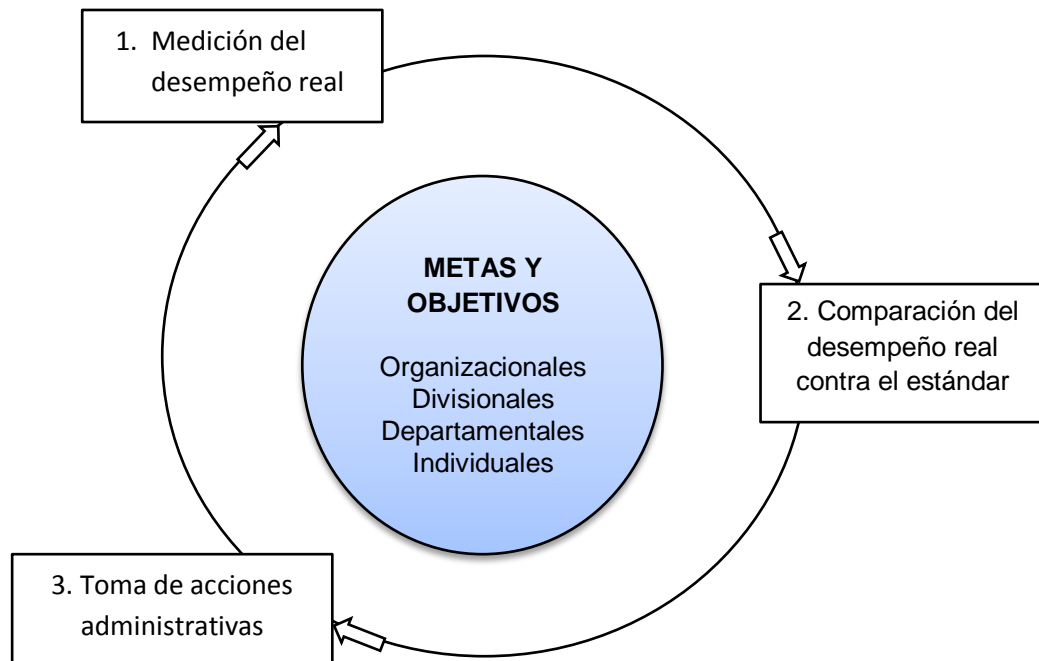 1. Medición del
desempeño real
METAS Y
OBJETIVOS
Organizacionales
Divisionales
Departamentales
Individuales
2. Comparación del
desempeño real
contra el estándar
3. Toma de acciones
administrativas